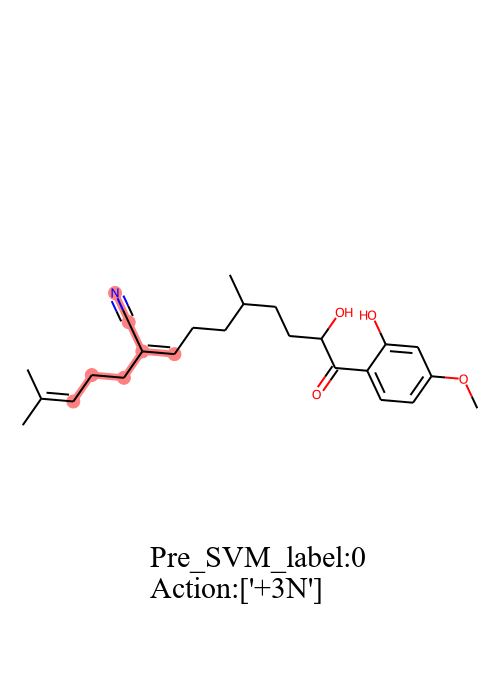 N
OH
HO
O
O
Pre_SVM_label:0
Action:['+3N']